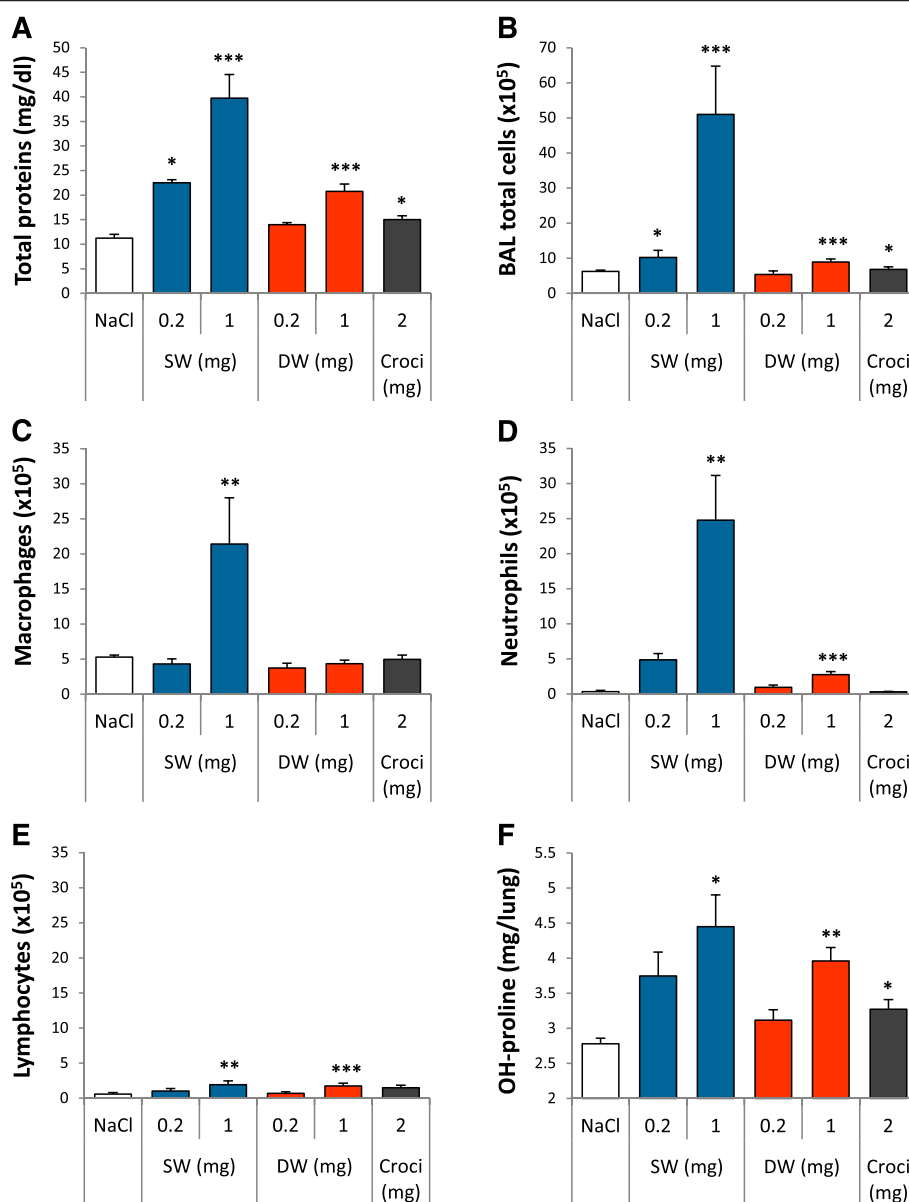 A
Total proteins (mg/dl)
50
45
40
35
30
25
20
15
10
5
0
*
***
***
*
NaCl 0.2 1 0.2 1 2
SW (mg) DW (mg) Croci
(mg)
B
BAL total cells (x10⁵)
70
60
50
40
30
20
10
0
*
***
***
*
NaCl 0.2 1 0.2 1 2
SW (mg) DW (mg) Croci
(mg)
C
Macrophages (x10⁵)
35
30
25
20
15
10
5
0
**
NaCl 0.2 1 0.2 1 2
SW (mg) DW (mg) Croci
(mg)
D
Neutrophils (x10⁵)
35
30
25
20
15
10
5
0
**
***
NaCl 0.2 1 0.2 1 2
SW (mg) DW (mg) Croci
(mg)
E
Lymphocytes (x10⁵)
35
30
25
20
15
10
5
0
**
***
NaCl 0.2 1 0.2 1 2
SW (mg) DW (mg) Croci
(mg)
F
OH-proline (mg/lung)
5.5
5
4.5
4
3.5
3
2.5
2
*
**
*
NaCl 0.2 1 0.2 1 2
SW (mg) DW (mg) Croci
(mg)